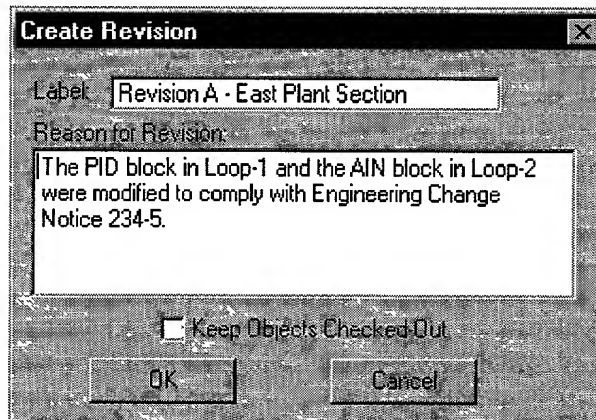 Create Revision
Label: Revision A - East Plant Section
Reason for Revision:
The PID block in Loop-1 and the AIN block in Loop-2
were modified to comply with Engineering Change
Notice 234-5.
Keep Objects Checked Out
OK Cancel